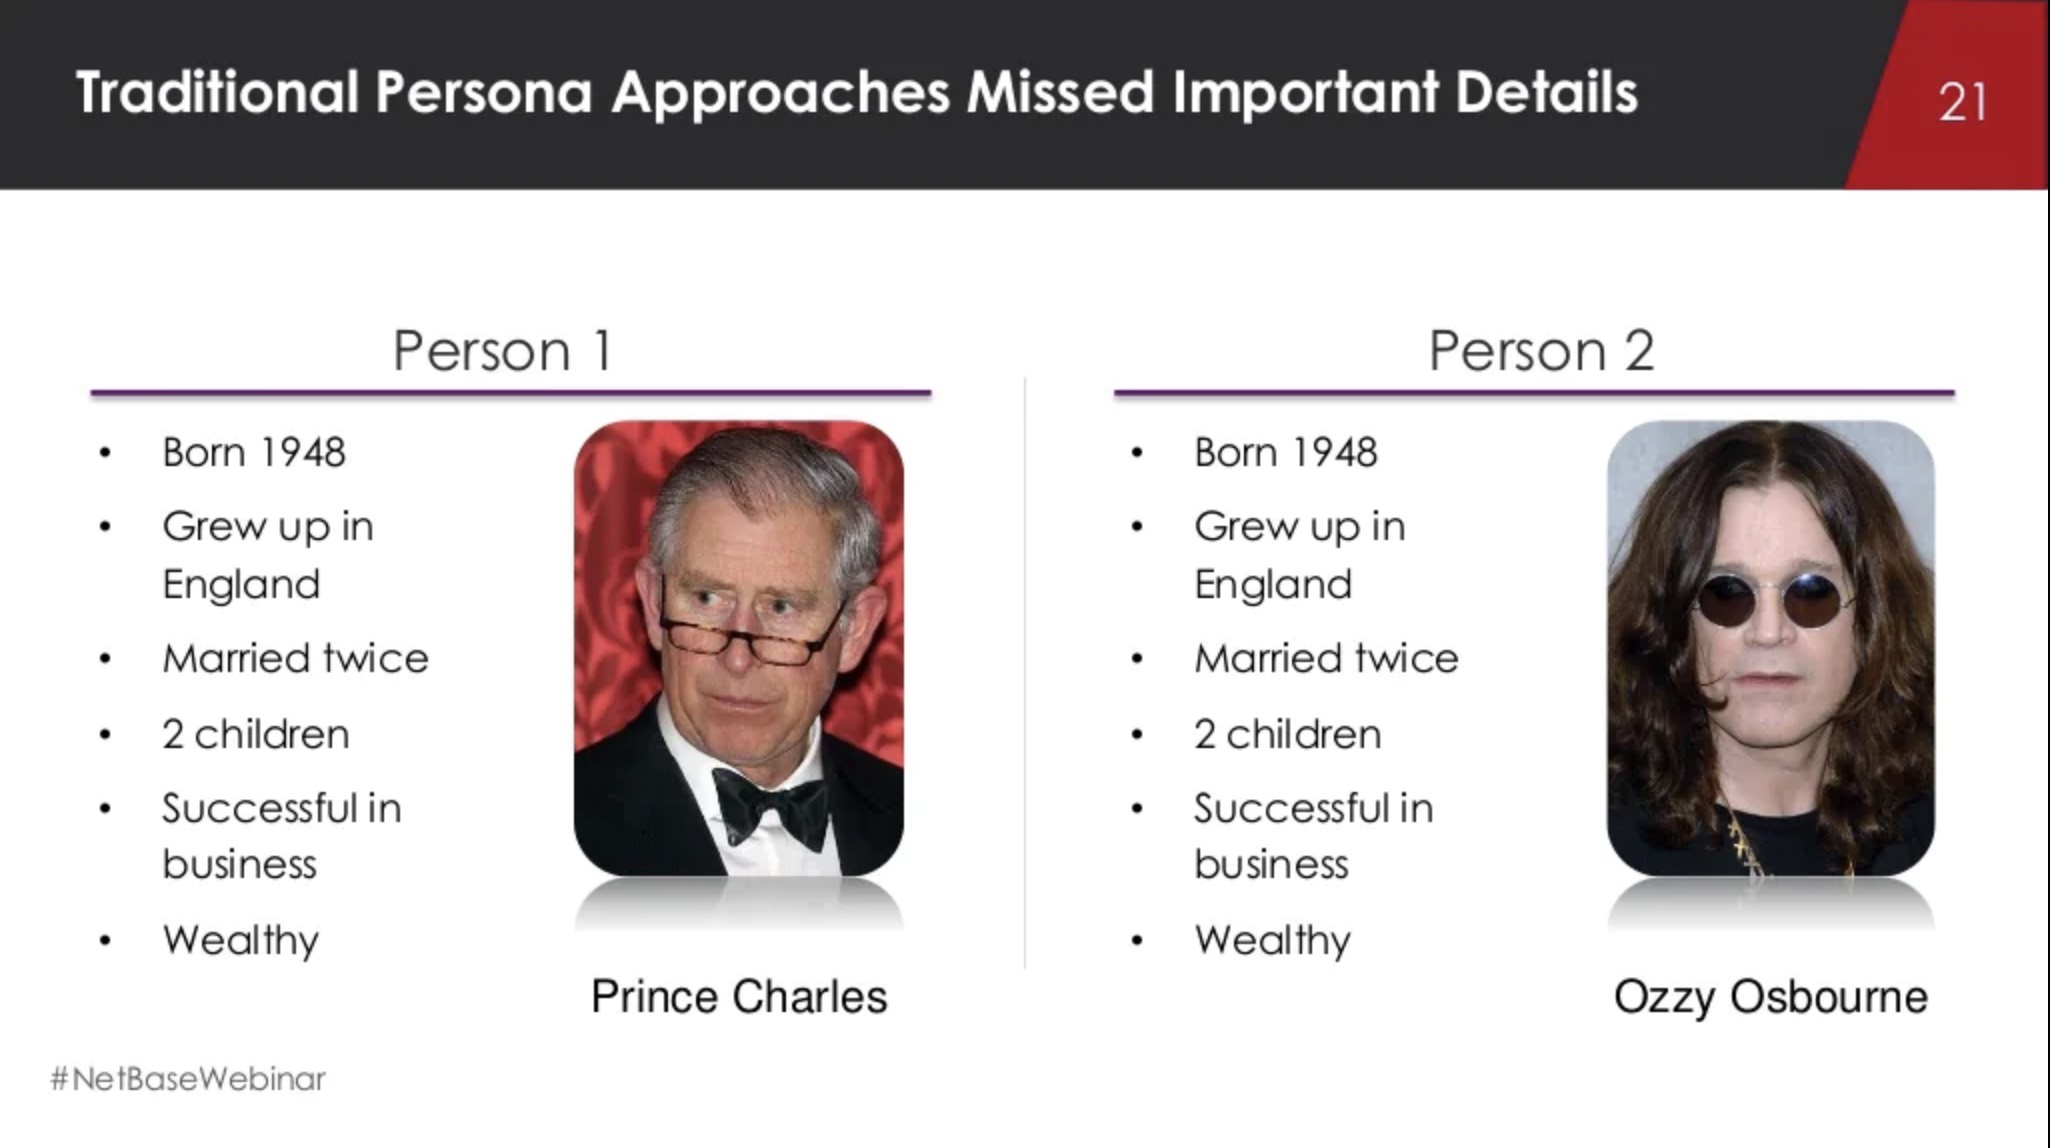 Traditional Persona Approaches Missed Important Details
21
Person 1
• Born 1948
• Grew up in
England
• Married twice
• 2 children
• Successful in
business
• Wealthy
Prince Charles
Person 2
• Born 1948
• Grew up in
England
• Married twice
• 2 children
• Successful in
business
• Wealthy
Ozzy Osbourne
#NetBaseWebinar